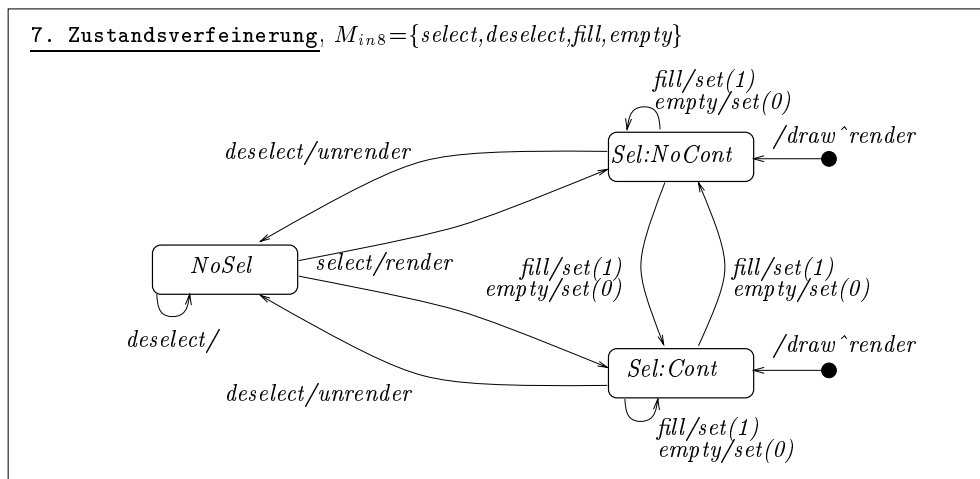 7. Zustandsverfeinerung, M_in8={select,deselect,fill,empty}
fill/set(1)
empty/set(0)
/draw^render
deselect/unrender
Sel:NoCont
NoSel
select/render
fill/set(1)
empty/set(0)
fill/set(1)
empty/set(0)
deselect/
/draw^render
Sel:Cont
deselect/unrender
fill/set(1)
empty/set(0)